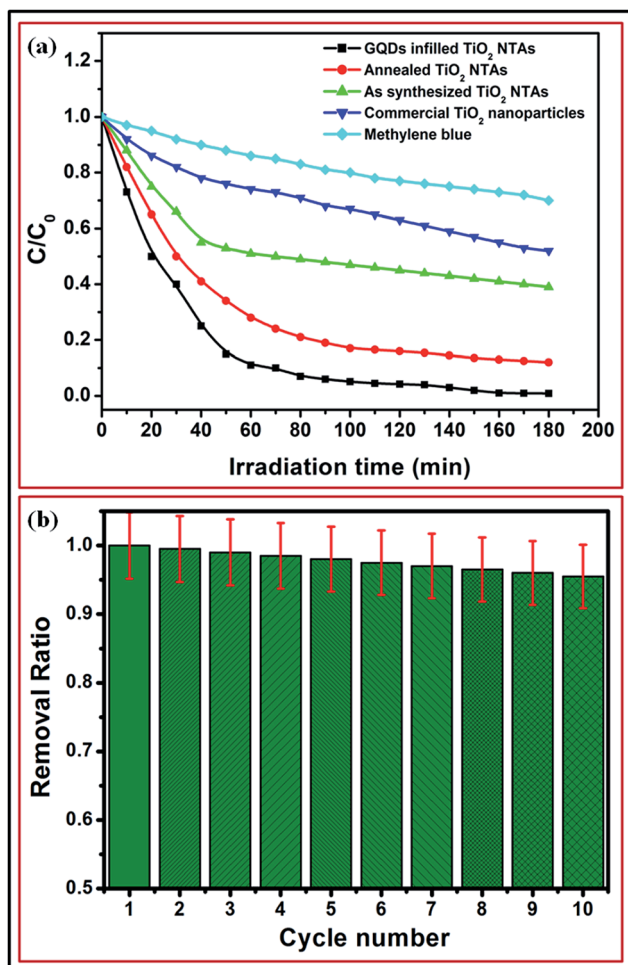 (a)
GQDs infilled TiO₂ NTAs
Annealed TiO₂ NTAs
As synthesized TiO₂ NTAs
Commercial TiO₂ nanoparticles
Methylene blue
C/C₀
1.2
1.0
0.8
0.6
0.4
0.2
0.0
0 20 40 60 80 100 120 140 160 180 200
Irradiation time (min)
(b)
Removal Ratio
1.0
0.9
0.8
0.7
0.6
0.5
1 2 3 4 5 6 7 8 9 10
Cycle number